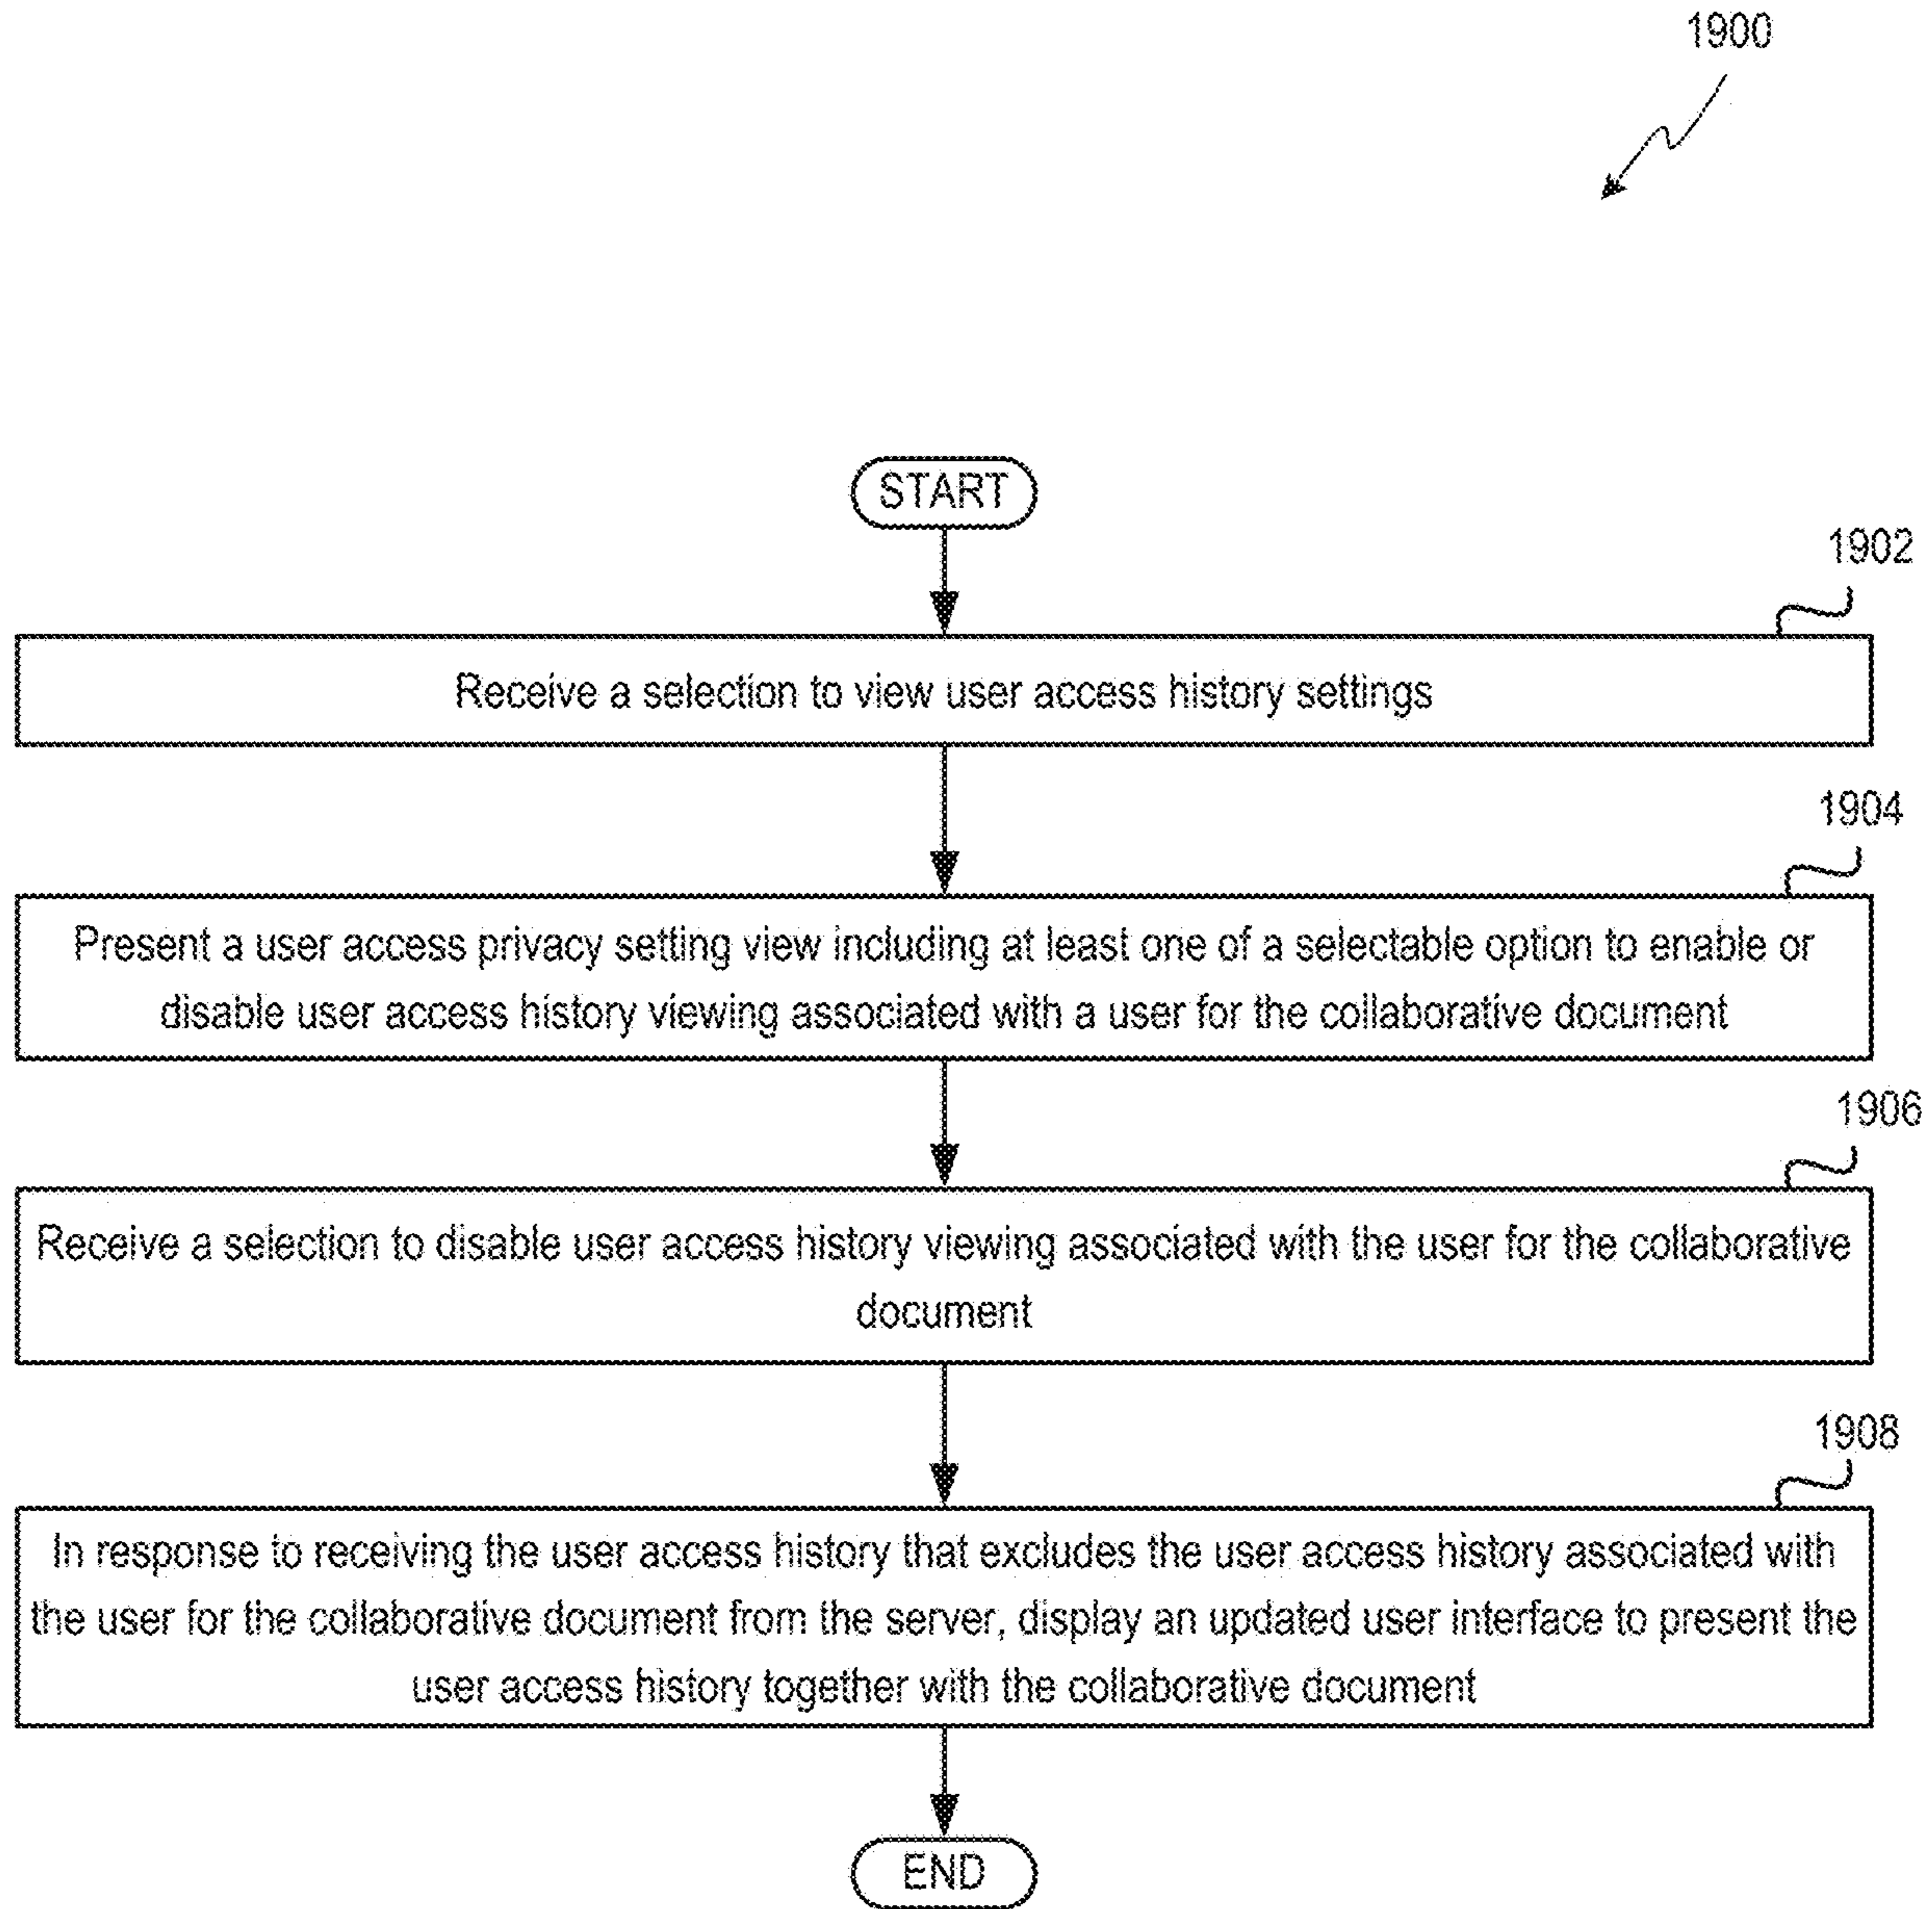 1900
START
1902
Receive a selection to view user access history settings
1904
Present a user access privacy setting view including at least one of a selectable option to enable or
disable user access history viewing associated with a user for the collaborative document
1906
Receive a selection to disable user access history viewing associated with the user for the collaborative
document
1908
In response to receiving the user access history that excludes the user access history associated with
the user for the collaborative document from the server, display an updated user interface to present the
user access history together with the collaborative document
END